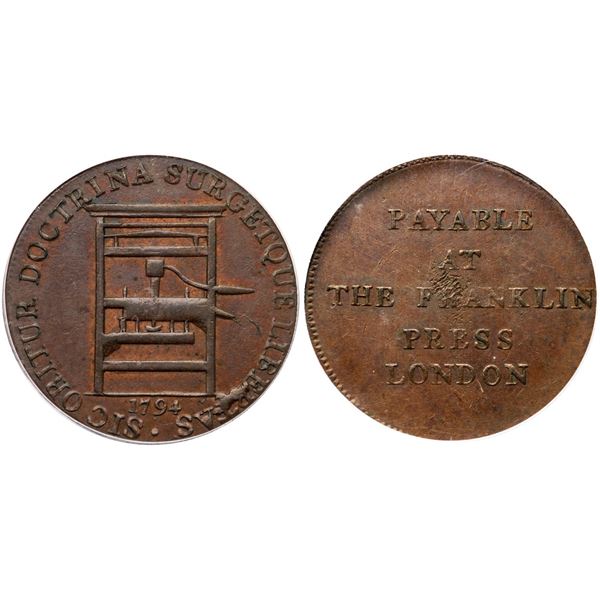 SIC ORITUR DOCTRINA SURGETQUE LIBERTAS ·
1794
PAYABLE
AT
THE FRANKLIN
PRESS
LONDON